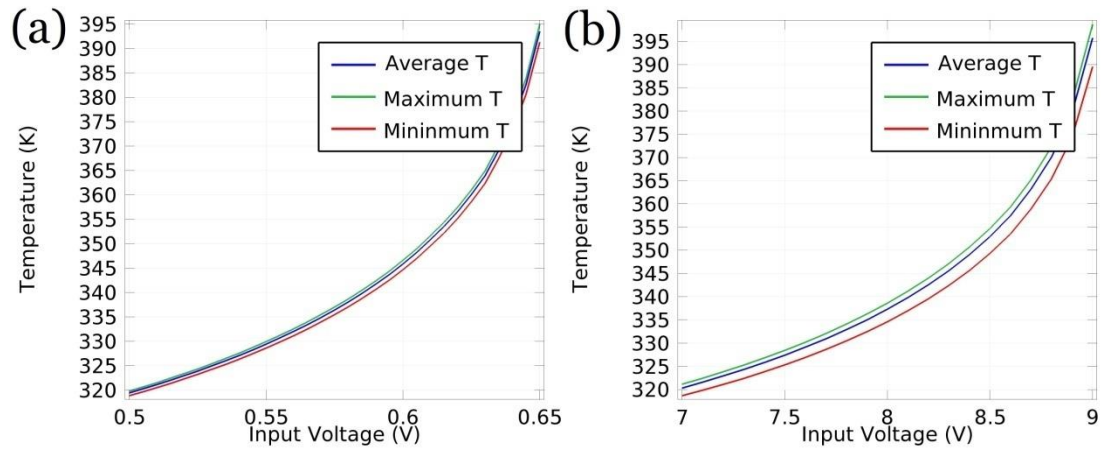 (a)
395
390
385
380
375
370
365
360
355
350
345
340
335
330
325
320
Temperature (K)
Average T
Maximum T
Mininmum T
0.5 0.55 0.6 0.65
Input Voltage (V)
(b)
395
390
385
380
375
370
365
360
355
350
345
340
335
330
325
320
Temperature (K)
Average T
Maximum T
Mininmum T
7 7.5 8 8.5 9
Input Voltage (V)